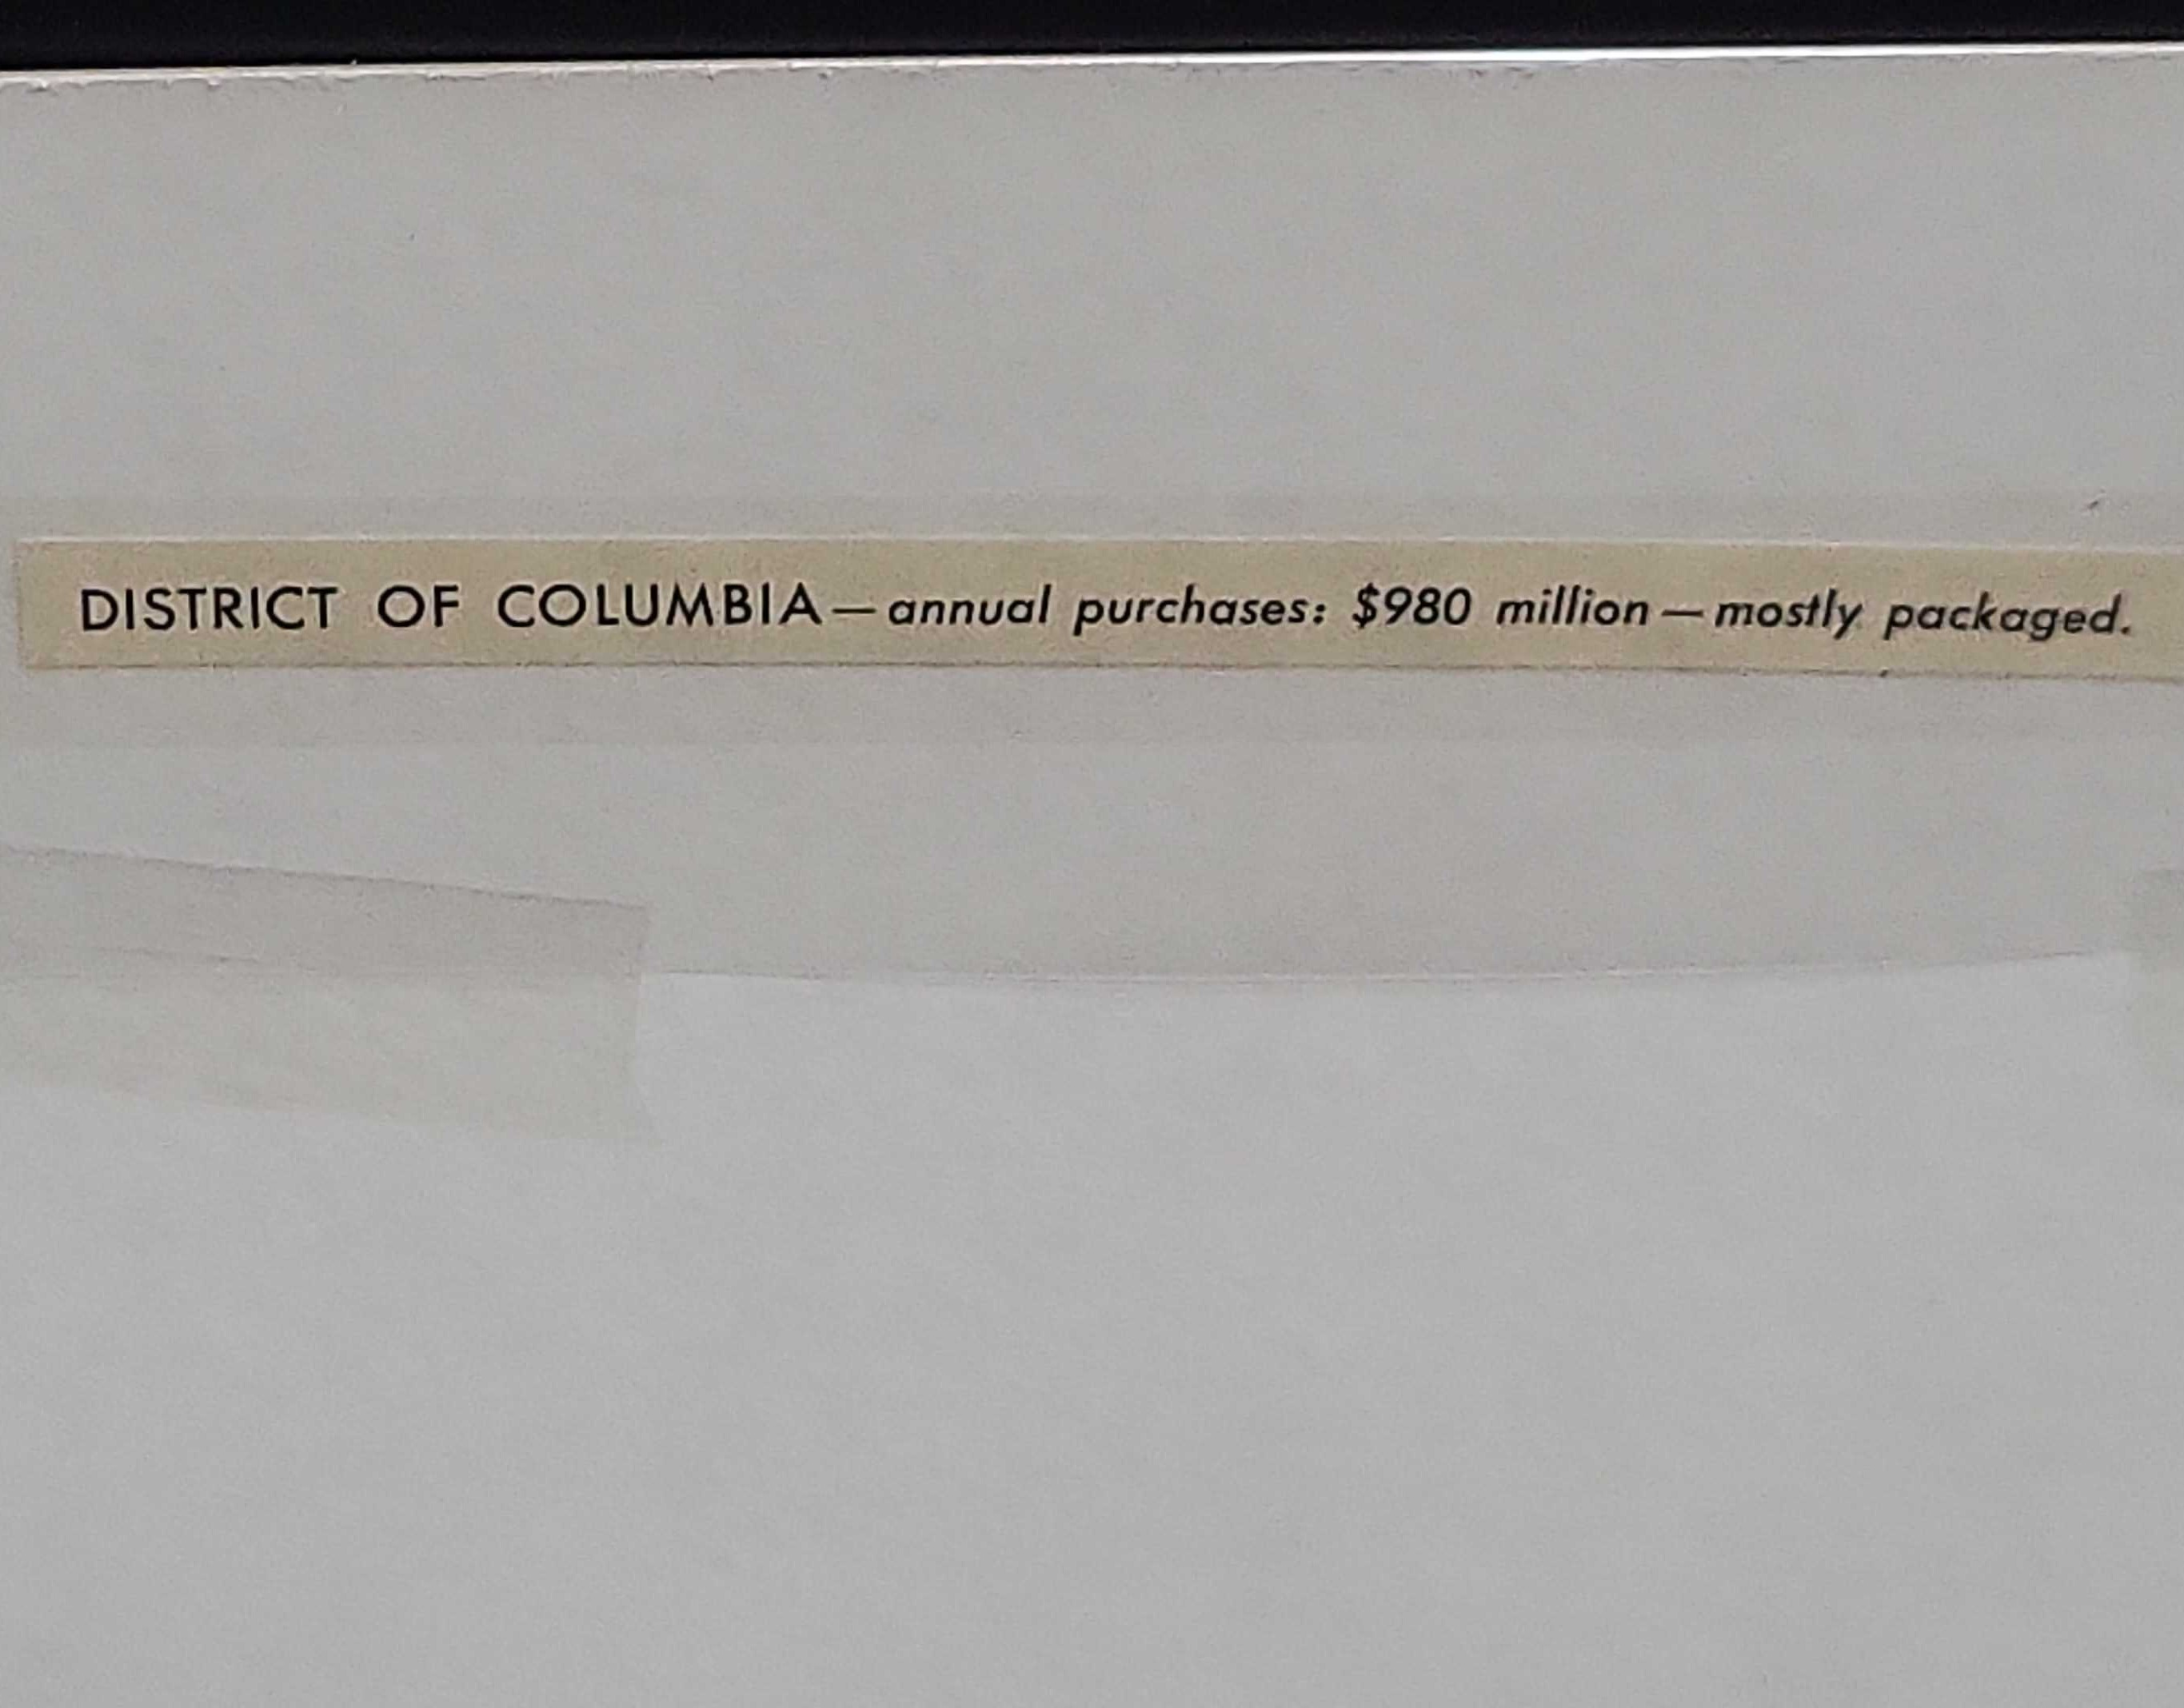 DISTRICT OF COLUMBIA—annual purchases: $980 million—mostly packaged.